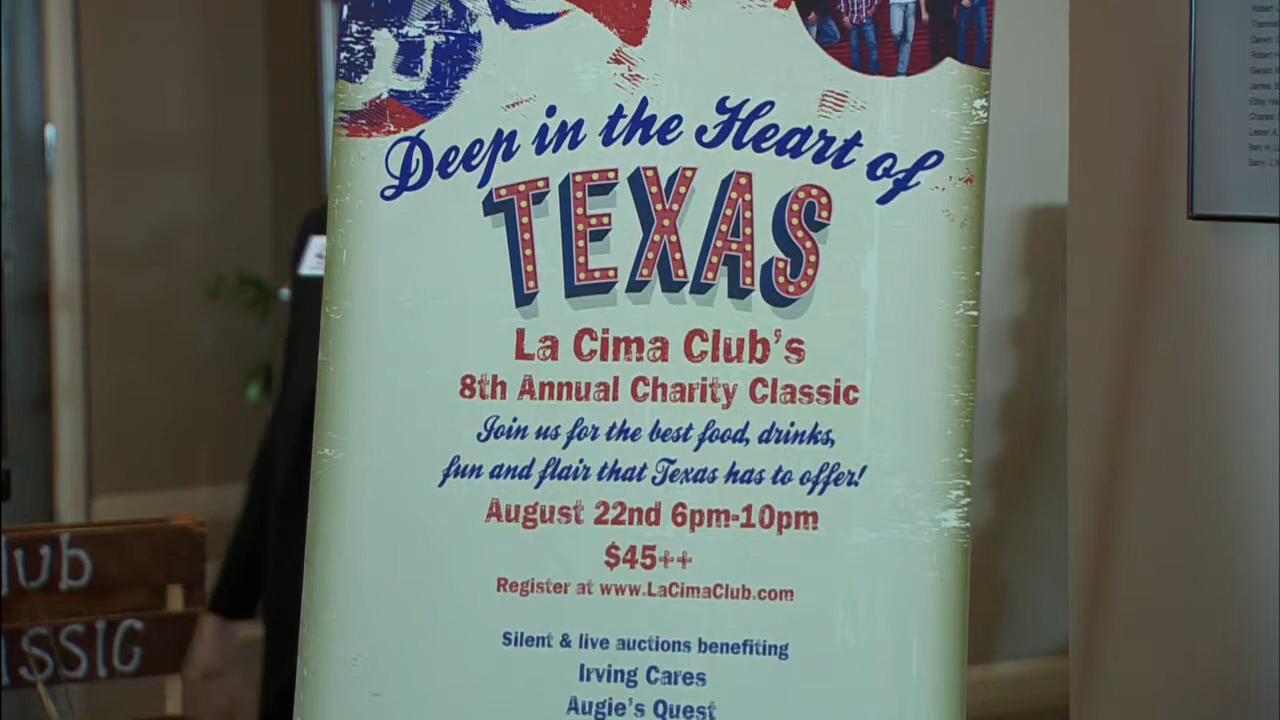 Deep in the Heart of
TEXAS
La Cima Club's
8th Annual Charity Classic
Join us for the best food, drinks,
fun and flair that Texas has to offer!
August 22nd 6pm-10pm
$45++
Register at www.LaCimaClub.com
Silent & live auctions benefiting
Irving Cares
Augie's Quest
lub
ASSIC